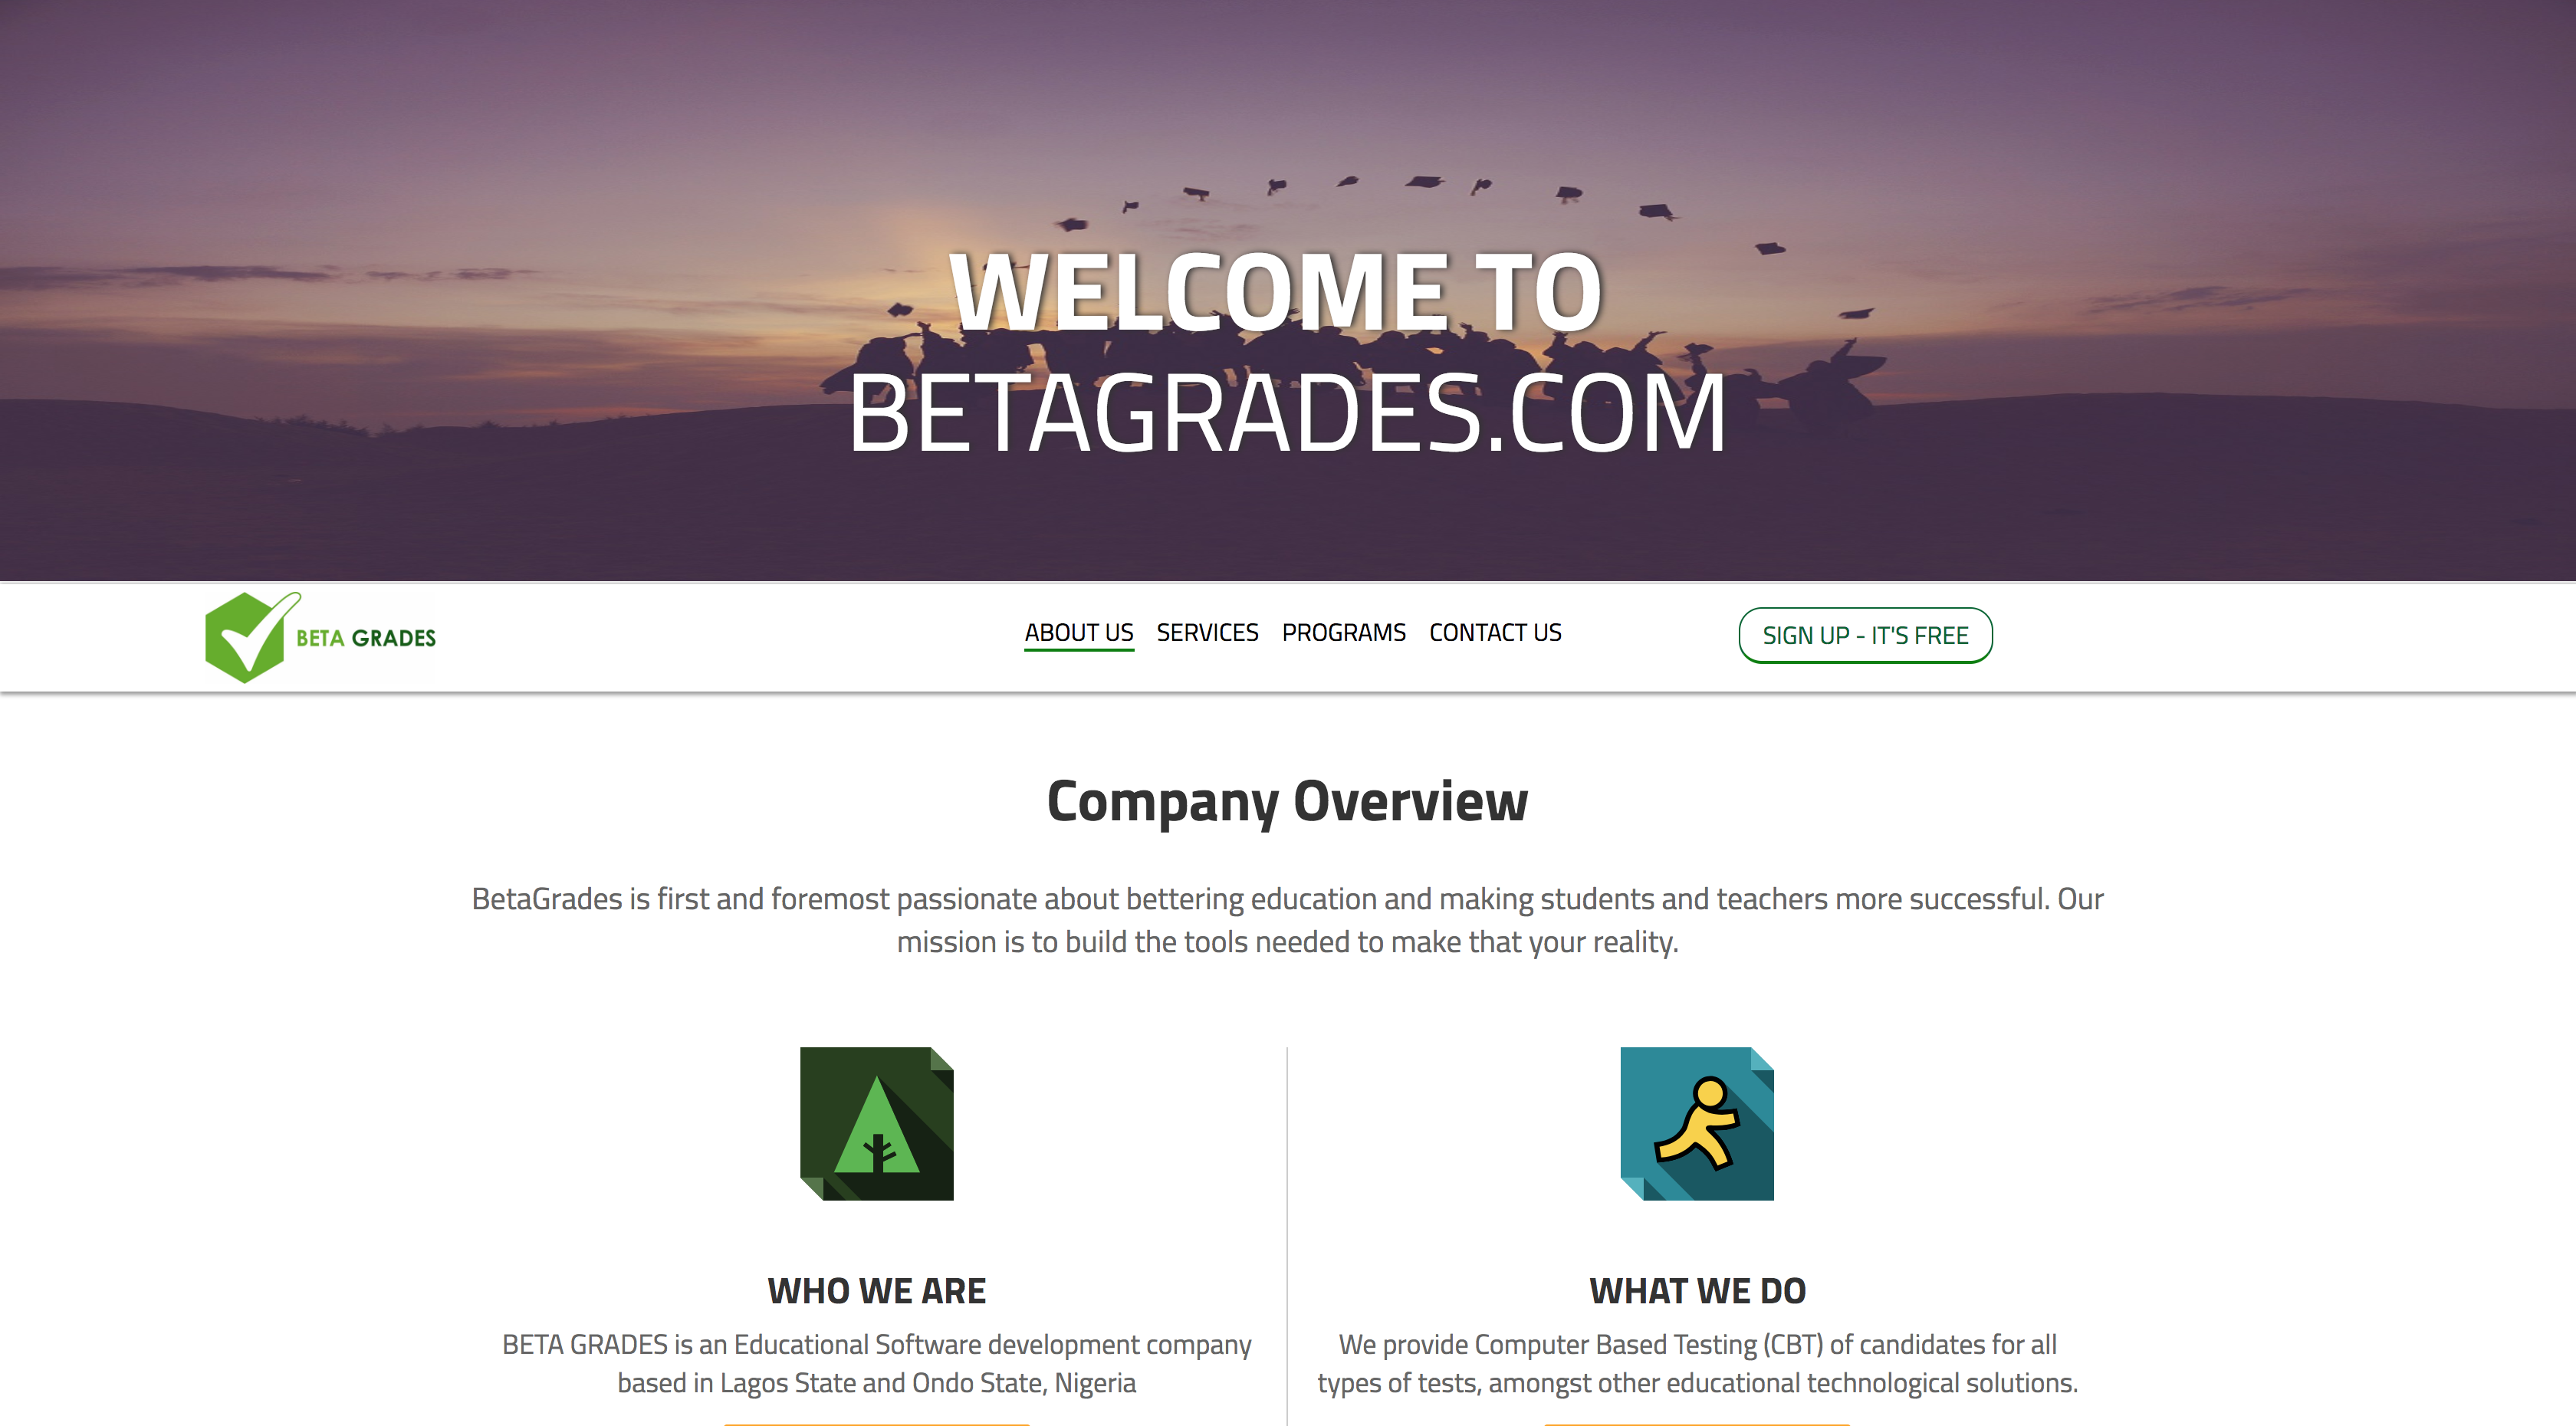 WELCOME TO
BETAGRADES.COM
BETA GRADES
ABOUT US SERVICES PROGRAMS CONTACT US
SIGN UP - IT'S FREE
Company Overview
BetaGrades is first and foremost passionate about bettering education and making students and teachers more successful. Our
mission is to build the tools needed to make that your reality.
WHO WE ARE
BETA GRADES is an Educational Software development company
based in Lagos State and Ondo State, Nigeria
WHAT WE DO
We provide Computer Based Testing (CBT) of candidates for all
types of tests, amongst other educational technological solutions.